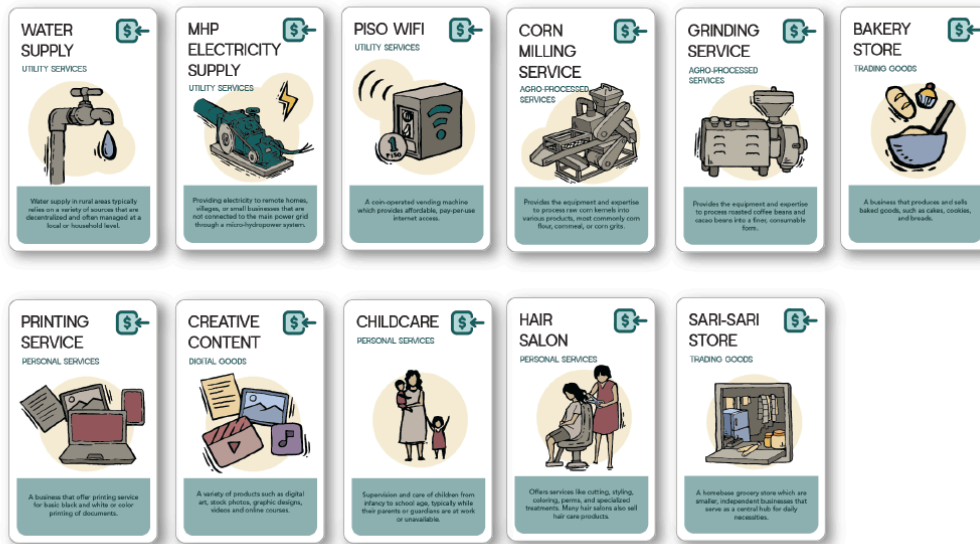 WATER
SUPPLY
UTILITY SERVICES
$
Water supply in rural areas typically
relies on a variety of sources that are
decentralized and often managed at a
local or household level.
MHP
ELECTRICITY
SUPPLY
UTILITY SERVICES
$
Providing electricity to remote homes,
villages, or small businesses that are
not connected to the main power grid
through a micro-hydropower system.
PISO WIFI
UTILITY SERVICES
$
1
PISO
A coin-operated vending machine
which provides affordable, pay-per-use
internet access.
CORN
MILLING
SERVICE
AGRO-PROCESSED
SERVICES
$
Provides the equipment and expertise
to process raw corn kernels into
various products, most commonly corn
flour, cornmeal, or corn grits.
GRINDING
SERVICE
AGRO-PROCESSED
SERVICES
$
Provides the equipment and expertise
to process roasted coffee beans and
cacao beans into a finer, consumable
form.
BAKERY
STORE
TRADING GOODS
$
A business that produces and sells
baked goods, such as cakes, cookies,
and breads.
PRINTING
SERVICE
PERSONAL SERVICES
$
A business that offer printing service
for basic black and white or color
printing of documents.
CREATIVE
CONTENT
DIGITAL GOODS
$
A variety of products such as digital
art, stock photos, graphic designs,
videos and online courses.
CHILDCARE
PERSONAL SERVICES
$
Supervision and care of children from
infancy to school age, typically while
their parents or guardians are at work
or unavailable.
HAIR
SALON
PERSONAL SERVICES
$
Offers services like cutting, styling,
coloring, perms, and specialized
treatments. Many hair salons also sell
hair care products.
SARI-SARI
STORE
TRADING GOODS
$
A homebase grocery store which are
smaller, independent businesses that
serve as a central hub for daily
necessities.